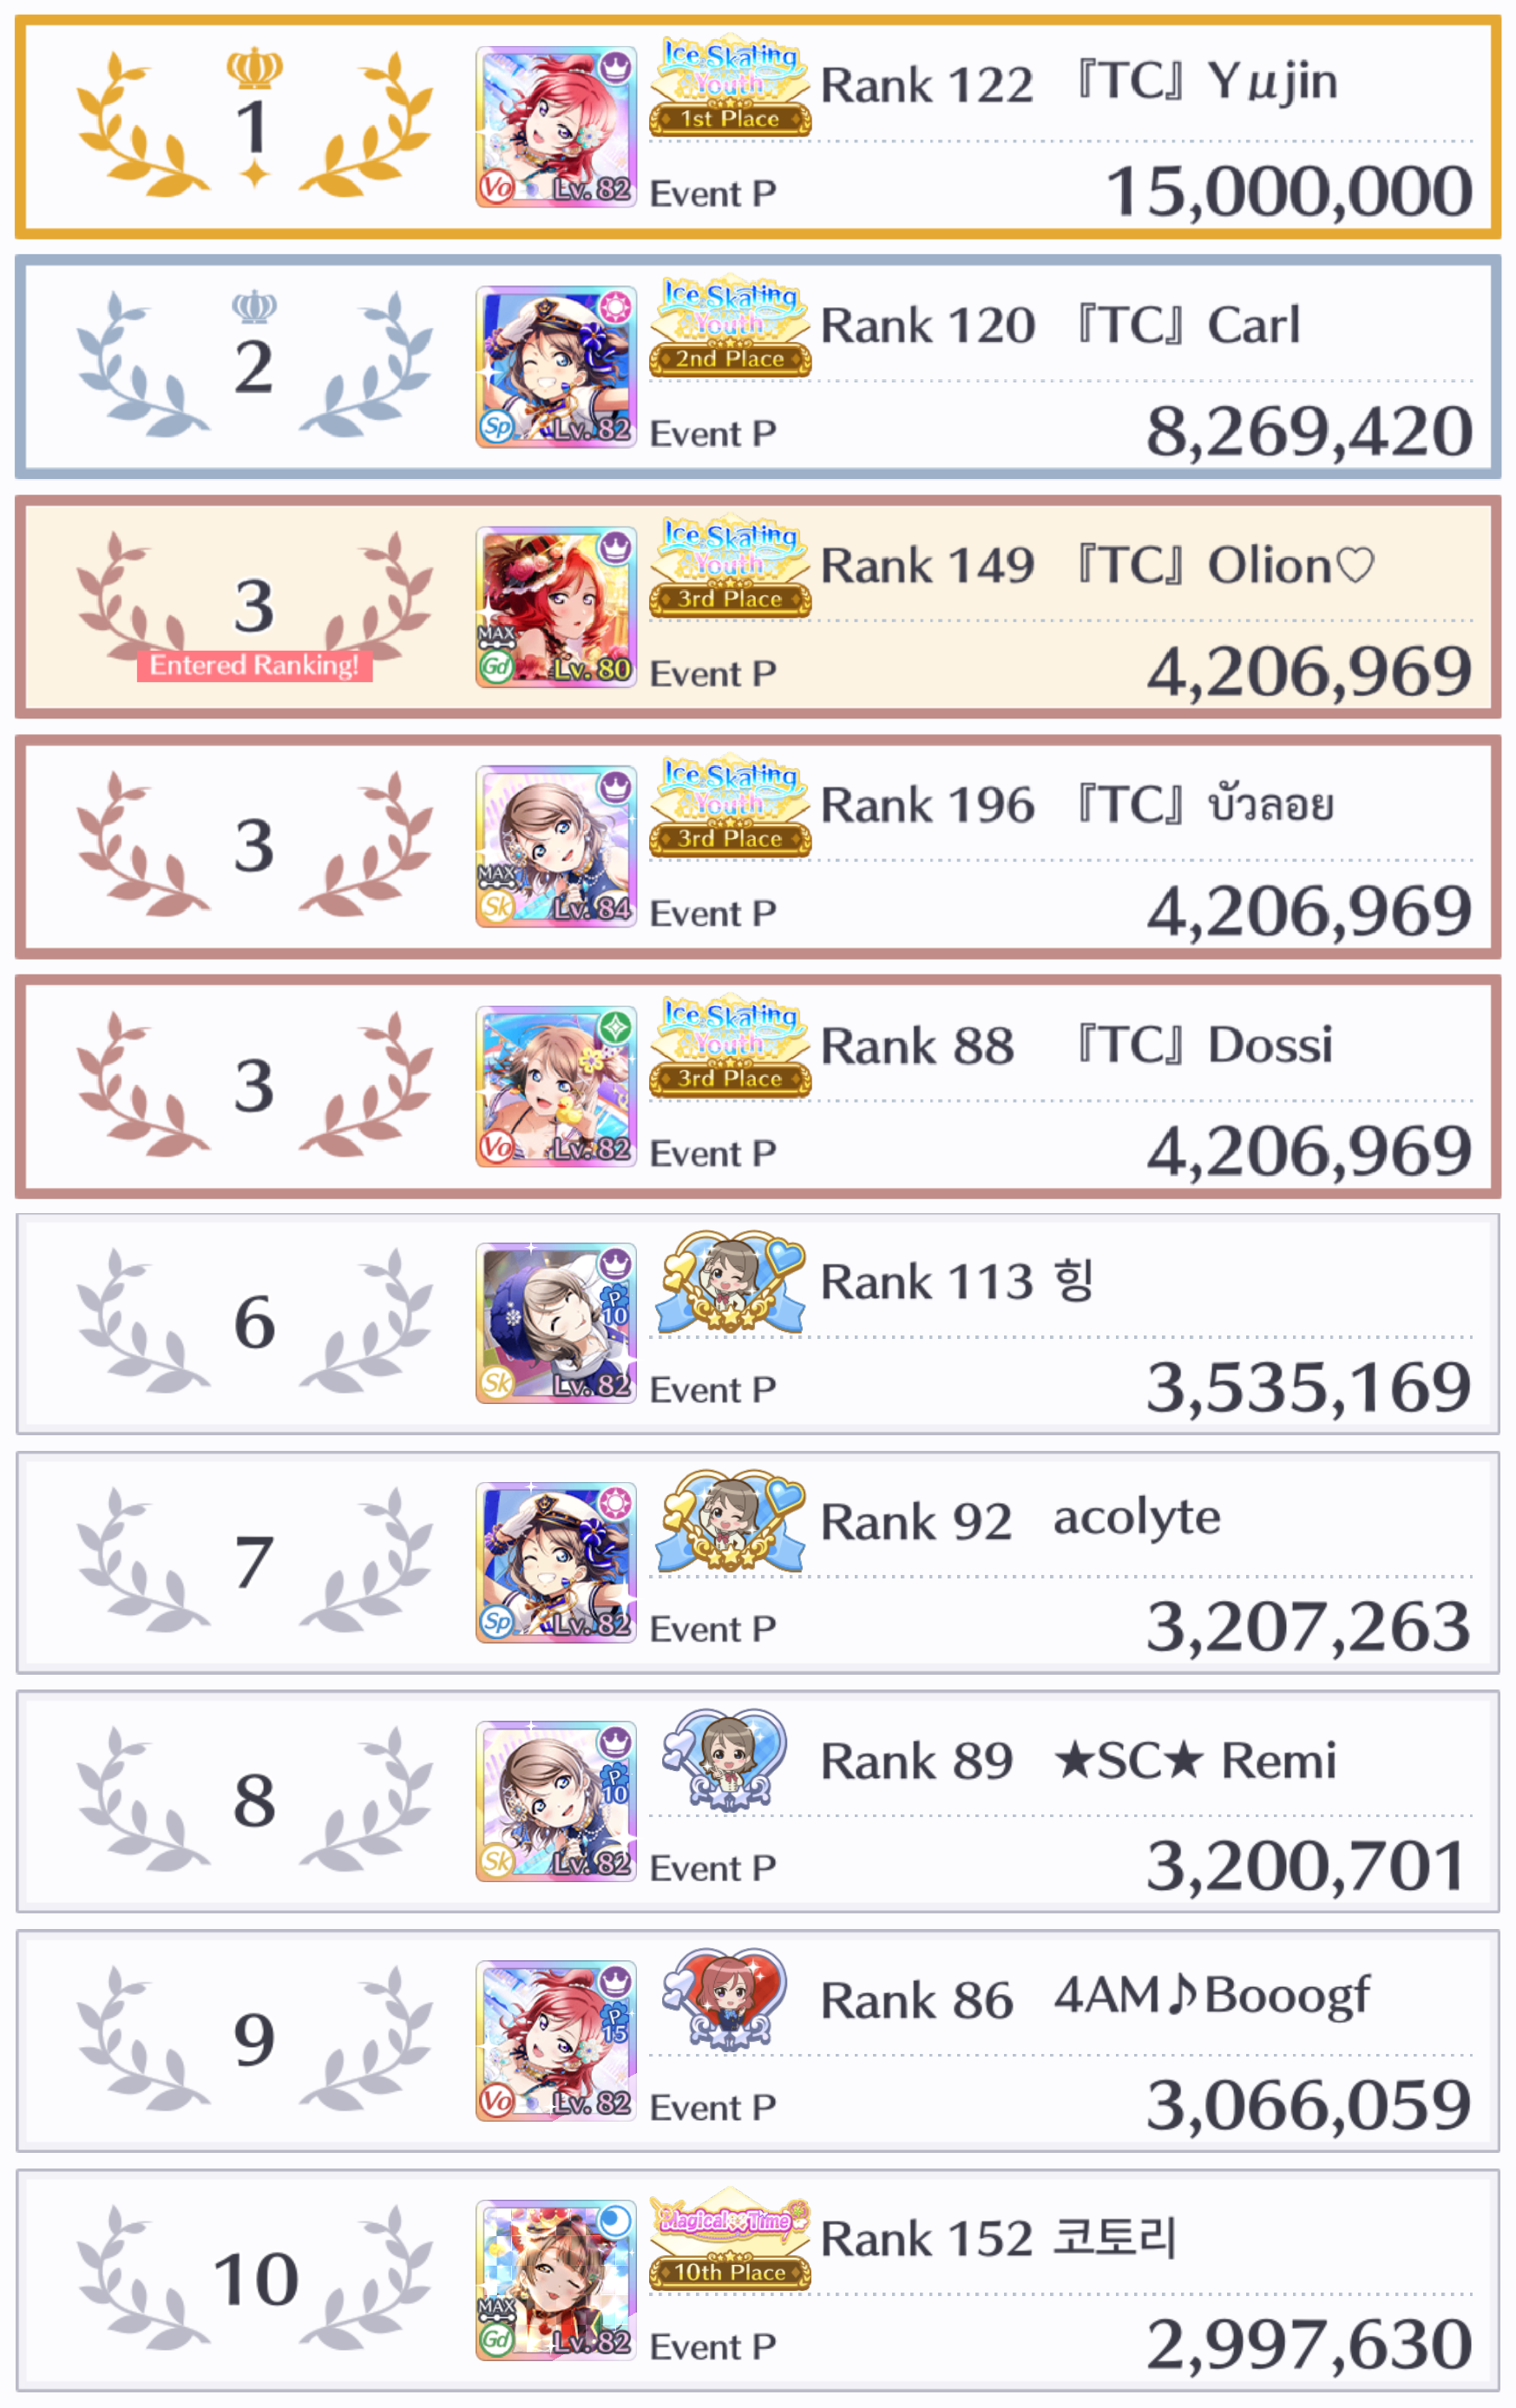 1
Vo
Lv. 82
Ice Skating
Youth
1st Place
Rank 122 『TC』 Yμjin
Event P
15,000,000
2
Sp
Lv. 82
Ice Skating
Youth
2nd Place
Rank 120 『TC』 Carl
Event P
8,269,420
3
Entered Ranking!
MAX
Gd
Lv. 80
Ice Skating
Youth
3rd Place
Rank 149 『TC』 Olion♡
Event P
4,206,969
3
MAX
Sk
Lv. 84
Ice Skating
Youth
3rd Place
Rank 196 『TC』 บัวลอย
Event P
4,206,969
3
Vo
Lv. 82
Ice Skating
Youth
3rd Place
Rank 88 『TC』 Dossi
Event P
4,206,969
6
P
10
Sk
Lv. 82
Rank 113 힝
Event P
3,535,169
7
Sp
Lv. 82
Rank 92 acolyte
Event P
3,207,263
8
P
10
Sk
Lv. 82
Rank 89 ★SC★ Remi
Event P
3,200,701
9
P
15
Vo
Lv. 82
Rank 86 4AM♪Booogf
Event P
3,066,059
10
MAX
Gd
Lv. 82
Magical Time
10th Place
Rank 152 코토리
Event P
2,997,630